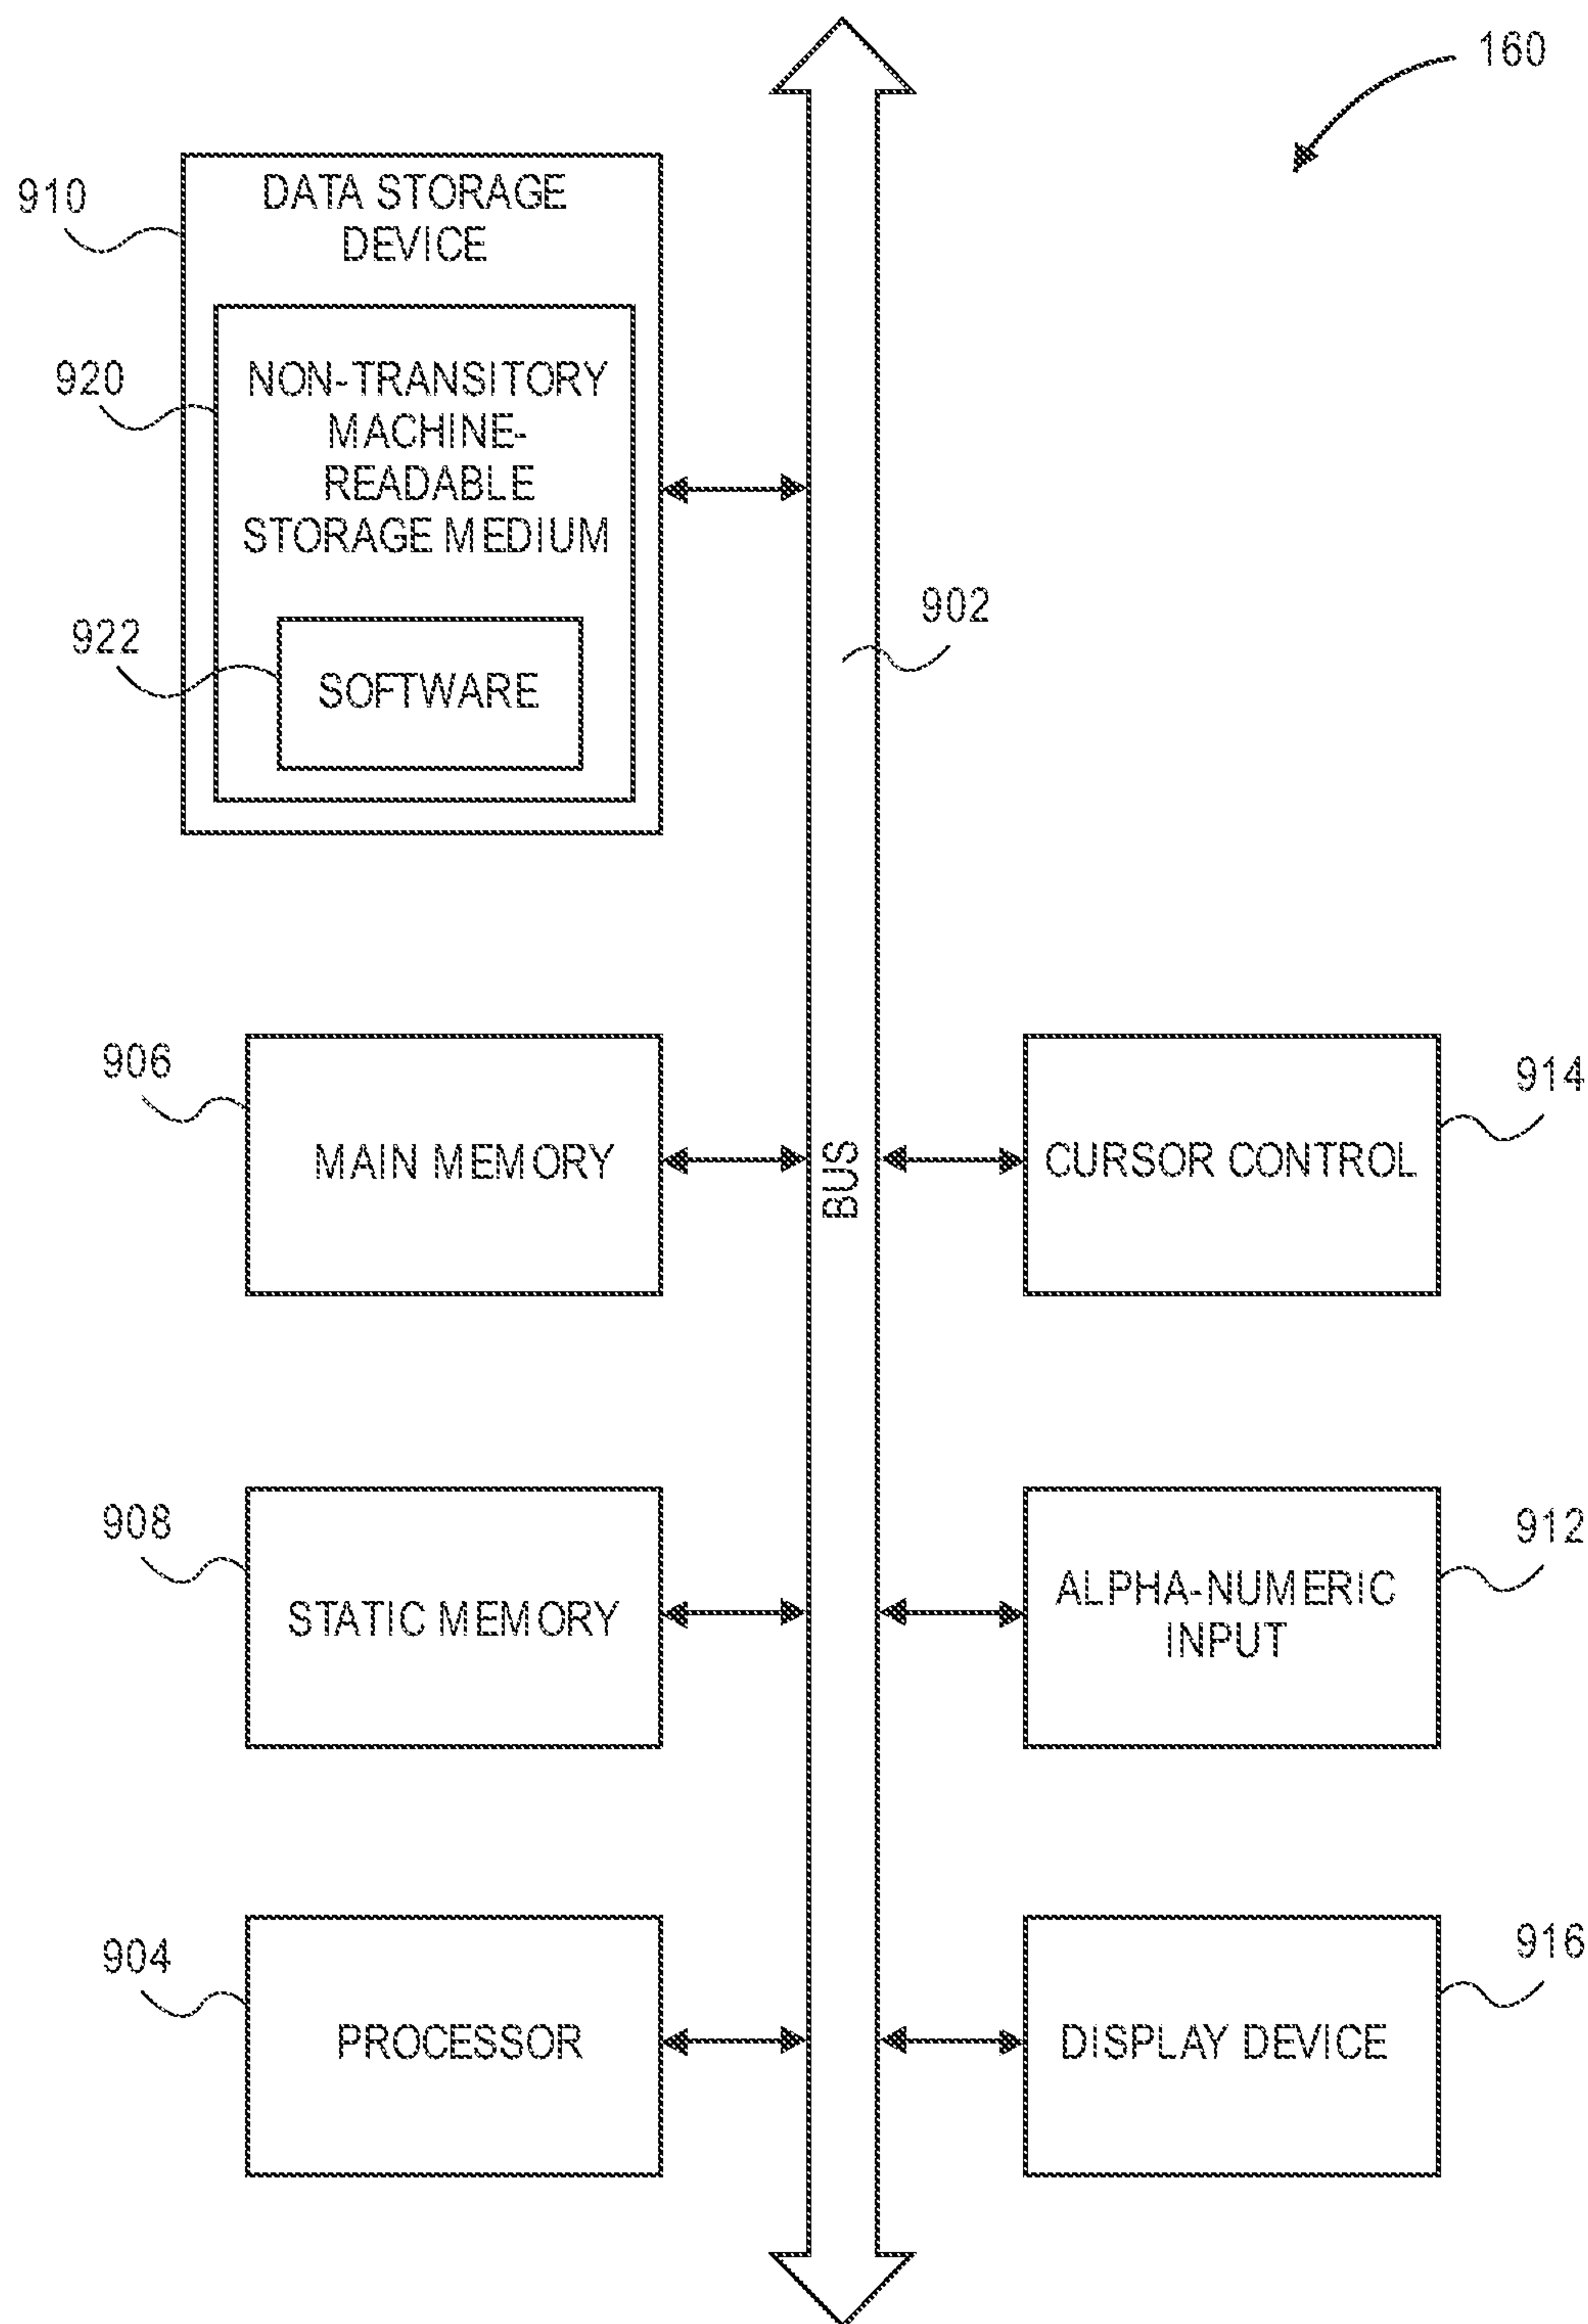 160
910
DATA STORAGE
DEVICE
920
NON-TRANSITORY
MACHINE-
READABLE
STORAGE MEDIUM
922
SOFTWARE
902
906
MAIN MEMORY
BUS
914
CURSOR CONTROL
908
STATIC MEMORY
912
ALPHA-NUMERIC
INPUT
904
PROCESSOR
916
DISPLAY DEVICE